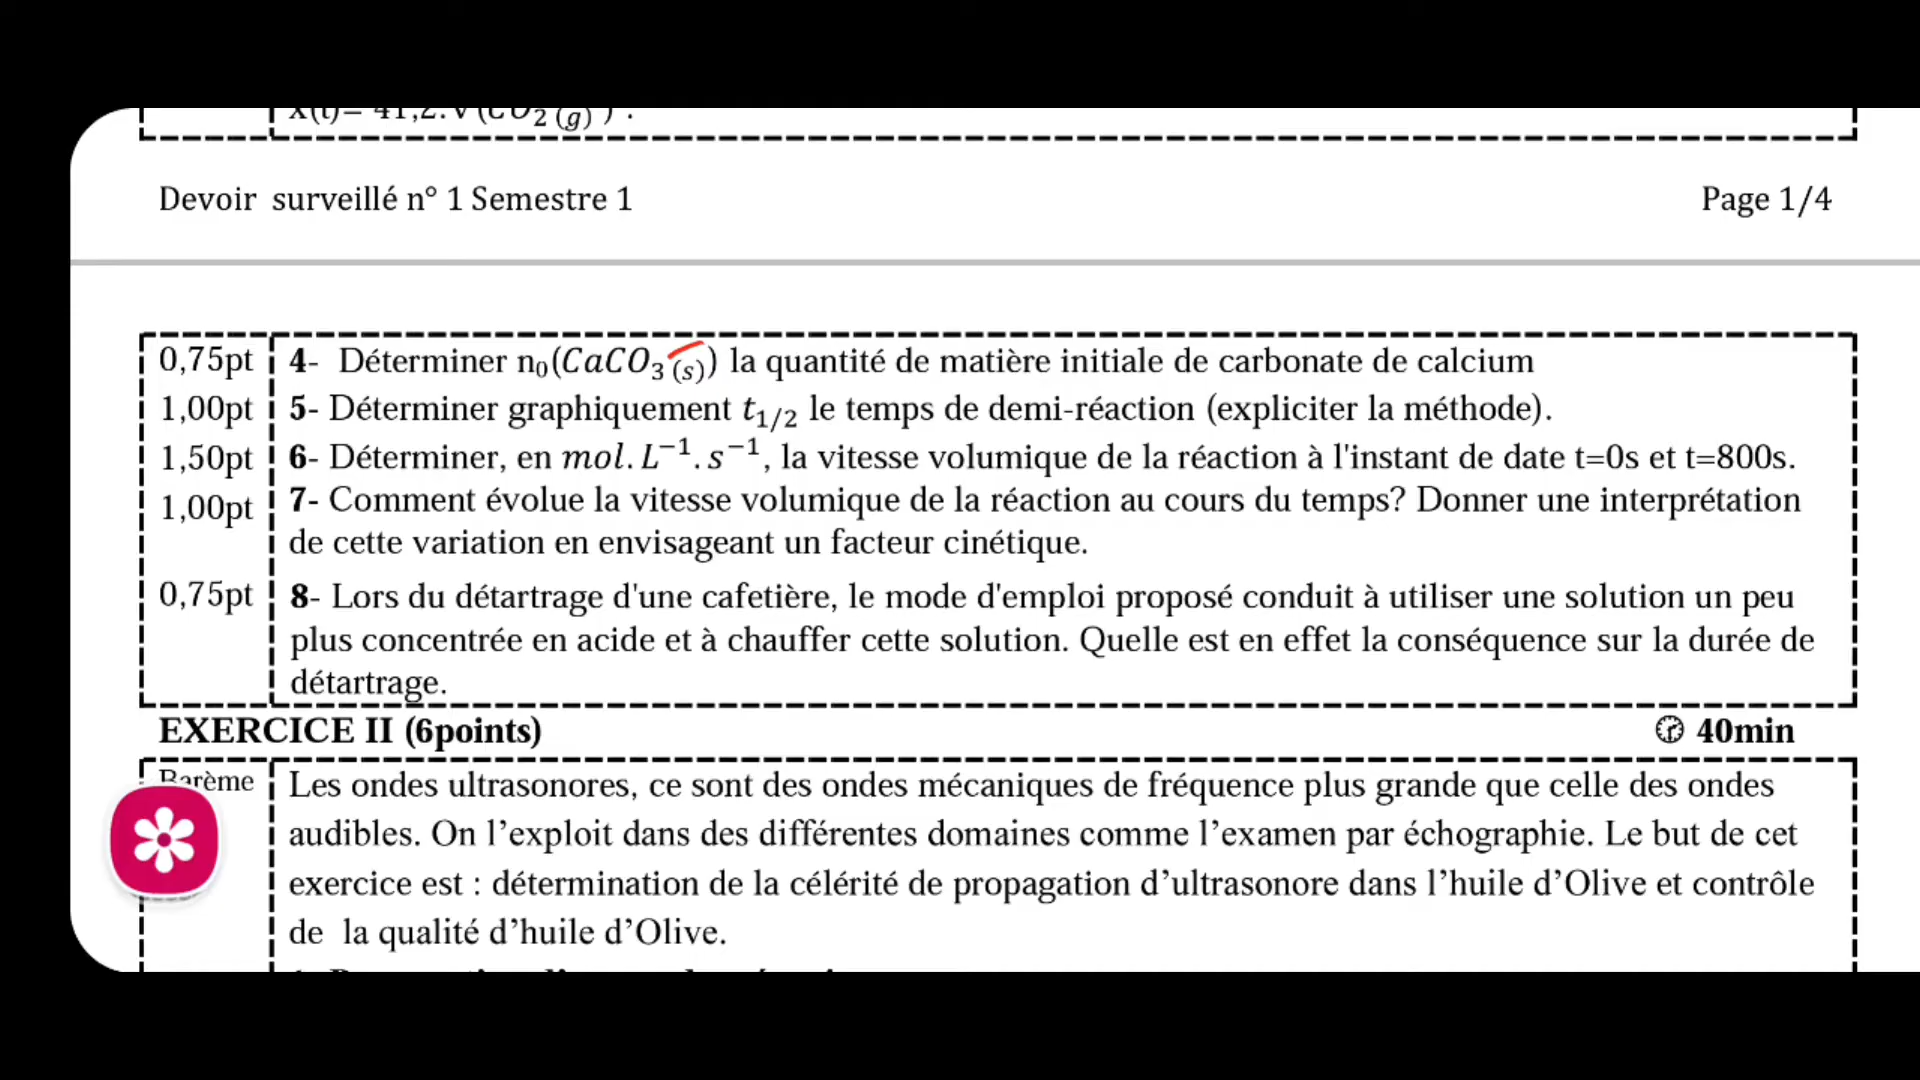 x(t)= 41,2.V(CO₂ (g)) .
Devoir surveillé n° 1 Semestre 1
Page 1/4
0,75pt 4- Déterminer n₀(CaCO₃ (s)) la quantité de matière initiale de carbonate de calcium
1,00pt 5- Déterminer graphiquement t₁/₂ le temps de demi-réaction (expliciter la méthode).
1,50pt 6- Déterminer, en mol.L⁻¹.s⁻¹, la vitesse volumique de la réaction à l'instant de date t=0s et t=800s.
1,00pt 7- Comment évolue la vitesse volumique de la réaction au cours du temps? Donner une interprétation
de cette variation en envisageant un facteur cinétique.
0,75pt 8- Lors du détartrage d'une cafetière, le mode d'emploi proposé conduit à utiliser une solution un peu
plus concentrée en acide et à chauffer cette solution. Quelle est en effet la conséquence sur la durée de
détartrage.
EXERCICE II (6points)
40min
Barème Les ondes ultrasonores, ce sont des ondes mécaniques de fréquence plus grande que celle des ondes
audibles. On l’exploit dans des différentes domaines comme l’examen par échographie. Le but de cet
exercice est : détermination de la célérité de propagation d’ultrasonore dans l’huile d’Olive et contrôle
de la qualité d’huile d’Olive.